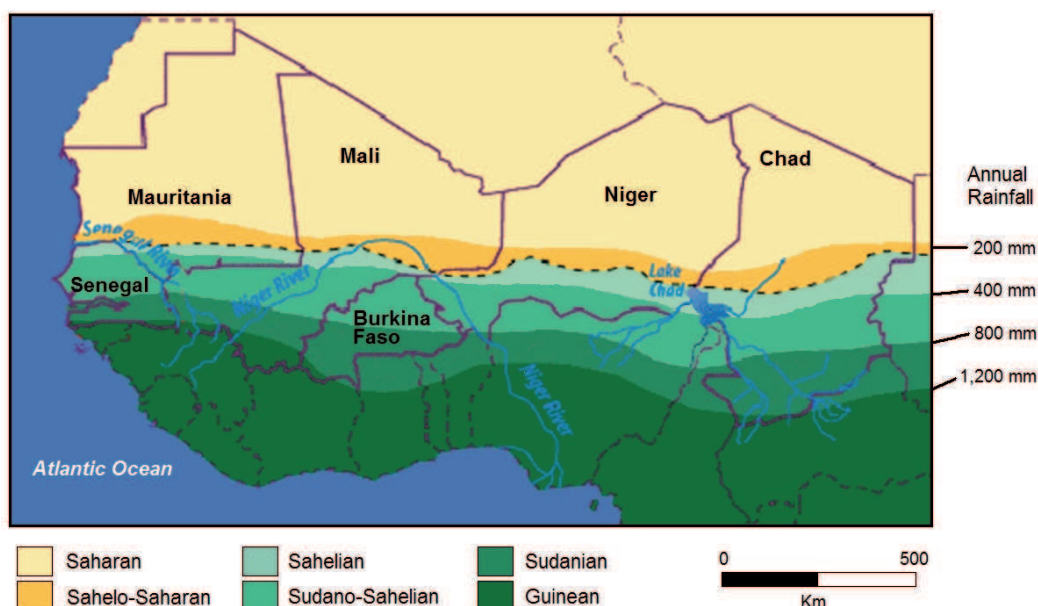 Mali
Chad
Niger
Mauritania
Annual
Rainfall
200 mm
Senegal River
Lake
Chad
400 mm
Senegal
Niger River
Burkina
Faso
800 mm
1,200 mm
Niger River
Atlantic Ocean
Saharan
Sahelian
Sudanian
0
500
Sahelo-Saharan
Sudano-Sahelian
Guinean
Km